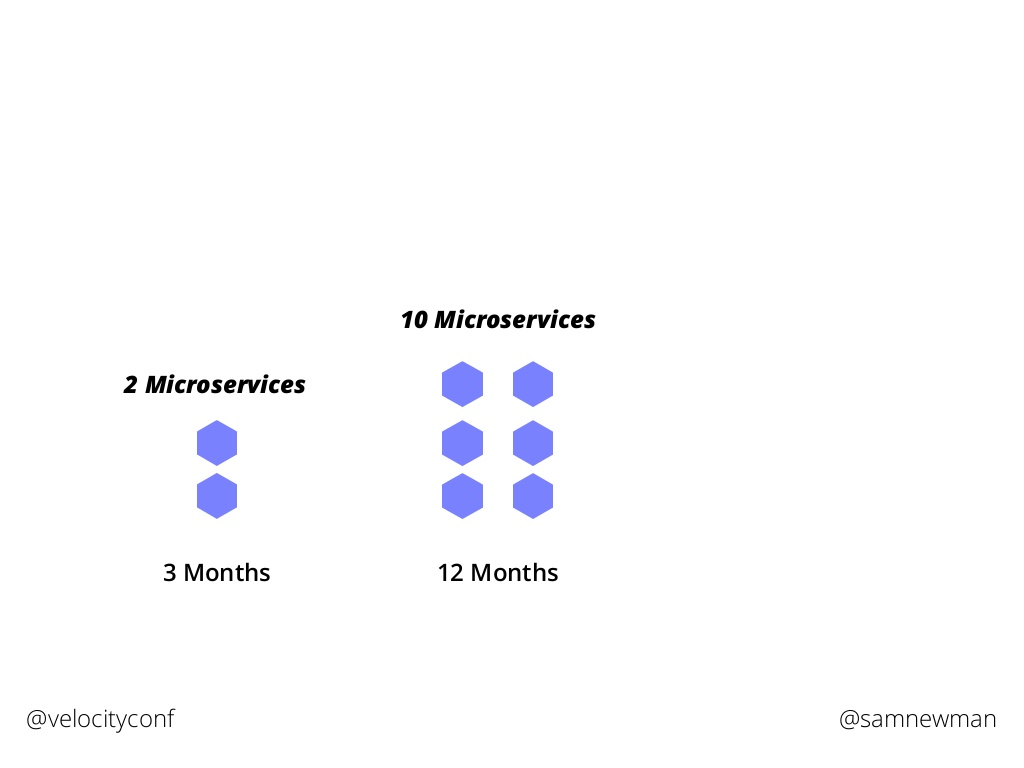 10 Microservices
2 Microservices
3 Months
12 Months
@velocityconf
@samnewman